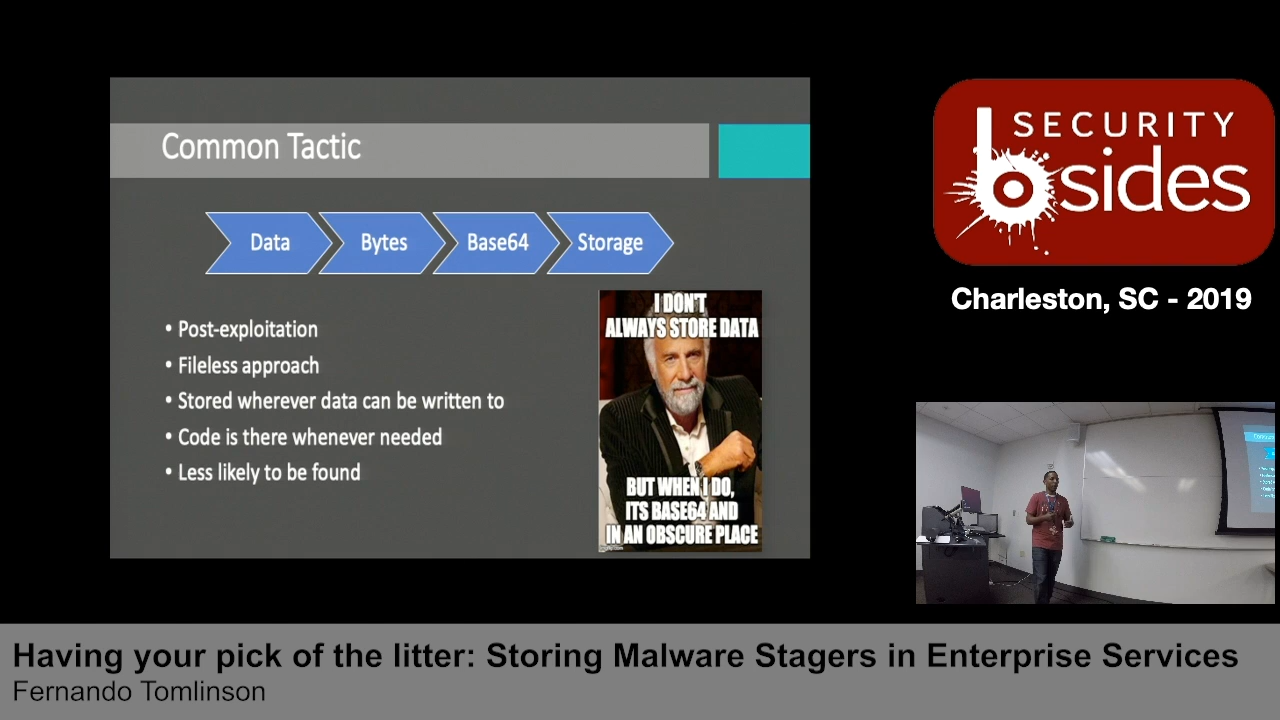 Common Tactic
Data
Bytes
Base64
Storage
• Post-exploitation
• Fileless approach
• Stored wherever data can be written to
• Code is there whenever needed
• Less likely to be found
I DON'T
ALWAYS STORE DATA
BUT WHEN I DO,
ITS BASE64 AND
IN AN OBSCURE PLACE
SECURITY
bsides
Charleston, SC - 2019
Having your pick of the litter: Storing Malware Stagers in Enterprise Services
Fernando Tomlinson